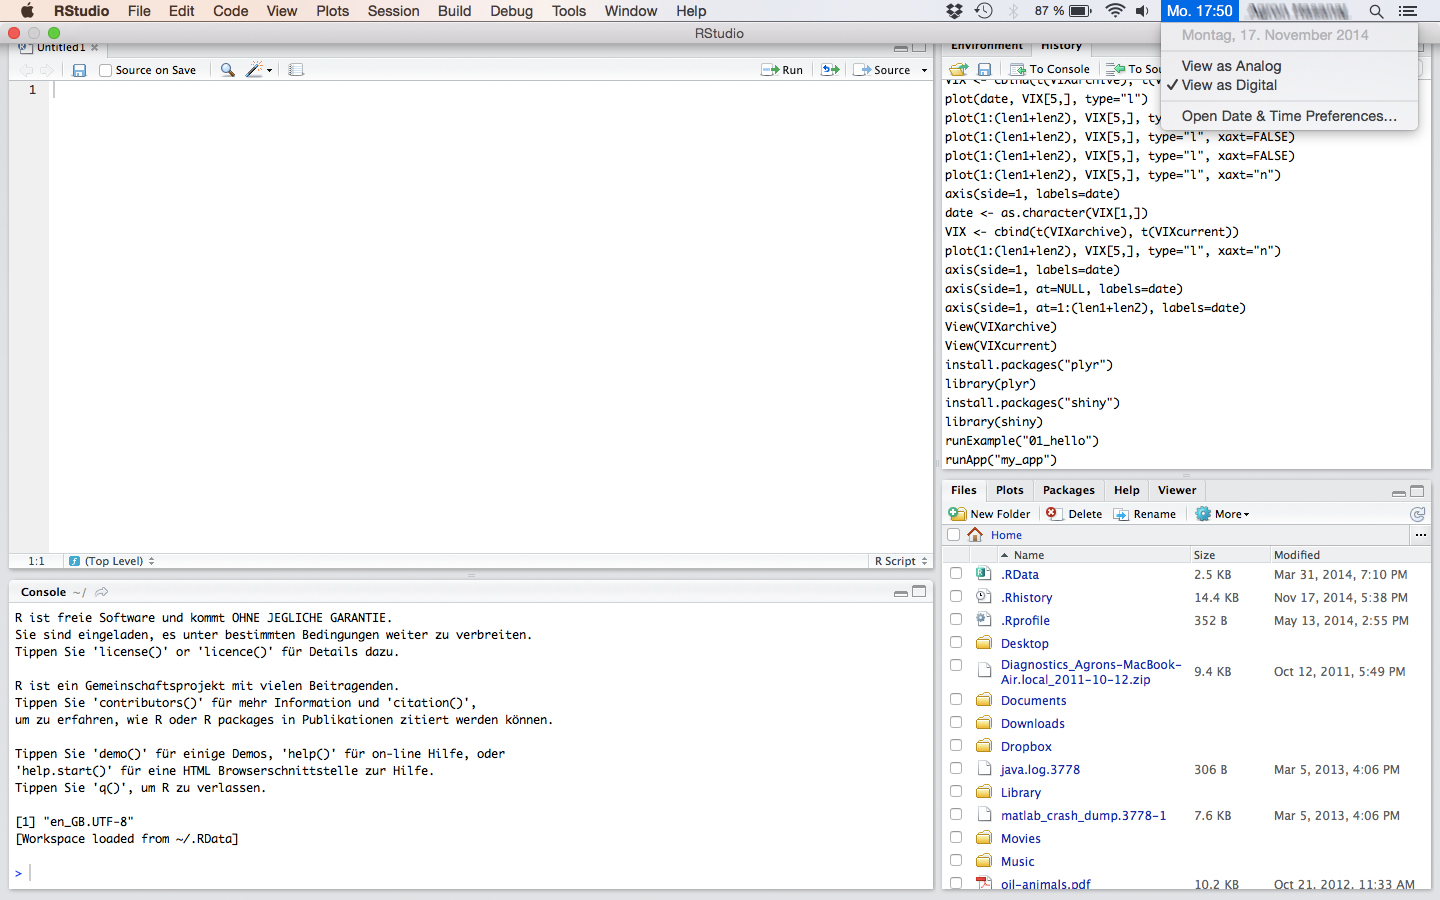 RStudio File Edit Code View Plots Session Build Debug Tools Window Help 87 % Mo. 17:50
RStudio
Montag, 17. November 2014
View as Analog
✓ View as Digital
Open Date & Time Preferences...
Untitled1
Source on Save Run Source
1
1:1 (Top Level) R Script
Console ~/
R ist freie Software und kommt OHNE JEGLICHE GARANTIE.
Sie sind eingeladen, es unter bestimmten Bedingungen weiter zu verbreiten.
Tippen Sie 'license()' or 'licence()' für Details dazu.
R ist ein Gemeinschaftsprojekt mit vielen Beitragenden.
Tippen Sie 'contributors()' für mehr Information und 'citation()',
um zu erfahren, wie R oder R packages in Publikationen zitiert werden können.
Tippen Sie 'demo()' für einige Demos, 'help()' für on-line Hilfe, oder
'help.start()' für eine HTML Browserschnittstelle zur Hilfe.
Tippen Sie 'q()', um R zu verlassen.
[1] "en_GB.UTF-8"
[Workspace loaded from ~/.RData]
>
Environment History
To Console To Sou
VIX <- cbind(t(VIXarchive), t(V
plot(date, VIX[5,], type="l")
plot(1:(len1+len2), VIX[5,], ty
plot(1:(len1+len2), VIX[5,], type="l", xaxt=FALSE)
plot(1:(len1+len2), VIX[5,], type="l", xaxt=FALSE)
plot(1:(len1+len2), VIX[5,], type="l", xaxt="n")
axis(side=1, labels=date)
date <- as.character(VIX[1,])
VIX <- cbind(t(VIXarchive), t(VIXcurrent))
plot(1:(len1+len2), VIX[5,], type="l", xaxt="n")
axis(side=1, labels=date)
axis(side=1, at=NULL, labels=date)
axis(side=1, at=1:(len1+len2), labels=date)
View(VIXarchive)
View(VIXcurrent)
install.packages("plyr")
library(plyr)
install.packages("shiny")
library(shiny)
runExample("01_hello")
runApp("my_app")
Files Plots Packages Help Viewer
New Folder Delete Rename More
Home ...
Name Size Modified
.RData 2.5 KB Mar 31, 2014, 7:10 PM
.Rhistory 14.4 KB Nov 17, 2014, 5:38 PM
.Rprofile 352 B May 13, 2014, 2:55 PM
Desktop
Diagnostics_Agrons-MacBook-
Air.local_2011-10-12.zip 9.4 KB Oct 12, 2011, 5:49 PM
Documents
Downloads
Dropbox
java.log.3778 306 B Mar 5, 2013, 4:06 PM
Library
matlab_crash_dump.3778-1 7.6 KB Mar 5, 2013, 4:06 PM
Movies
Music
oil-animals.pdf 10.2 KB Oct 21, 2012, 11:33 AM